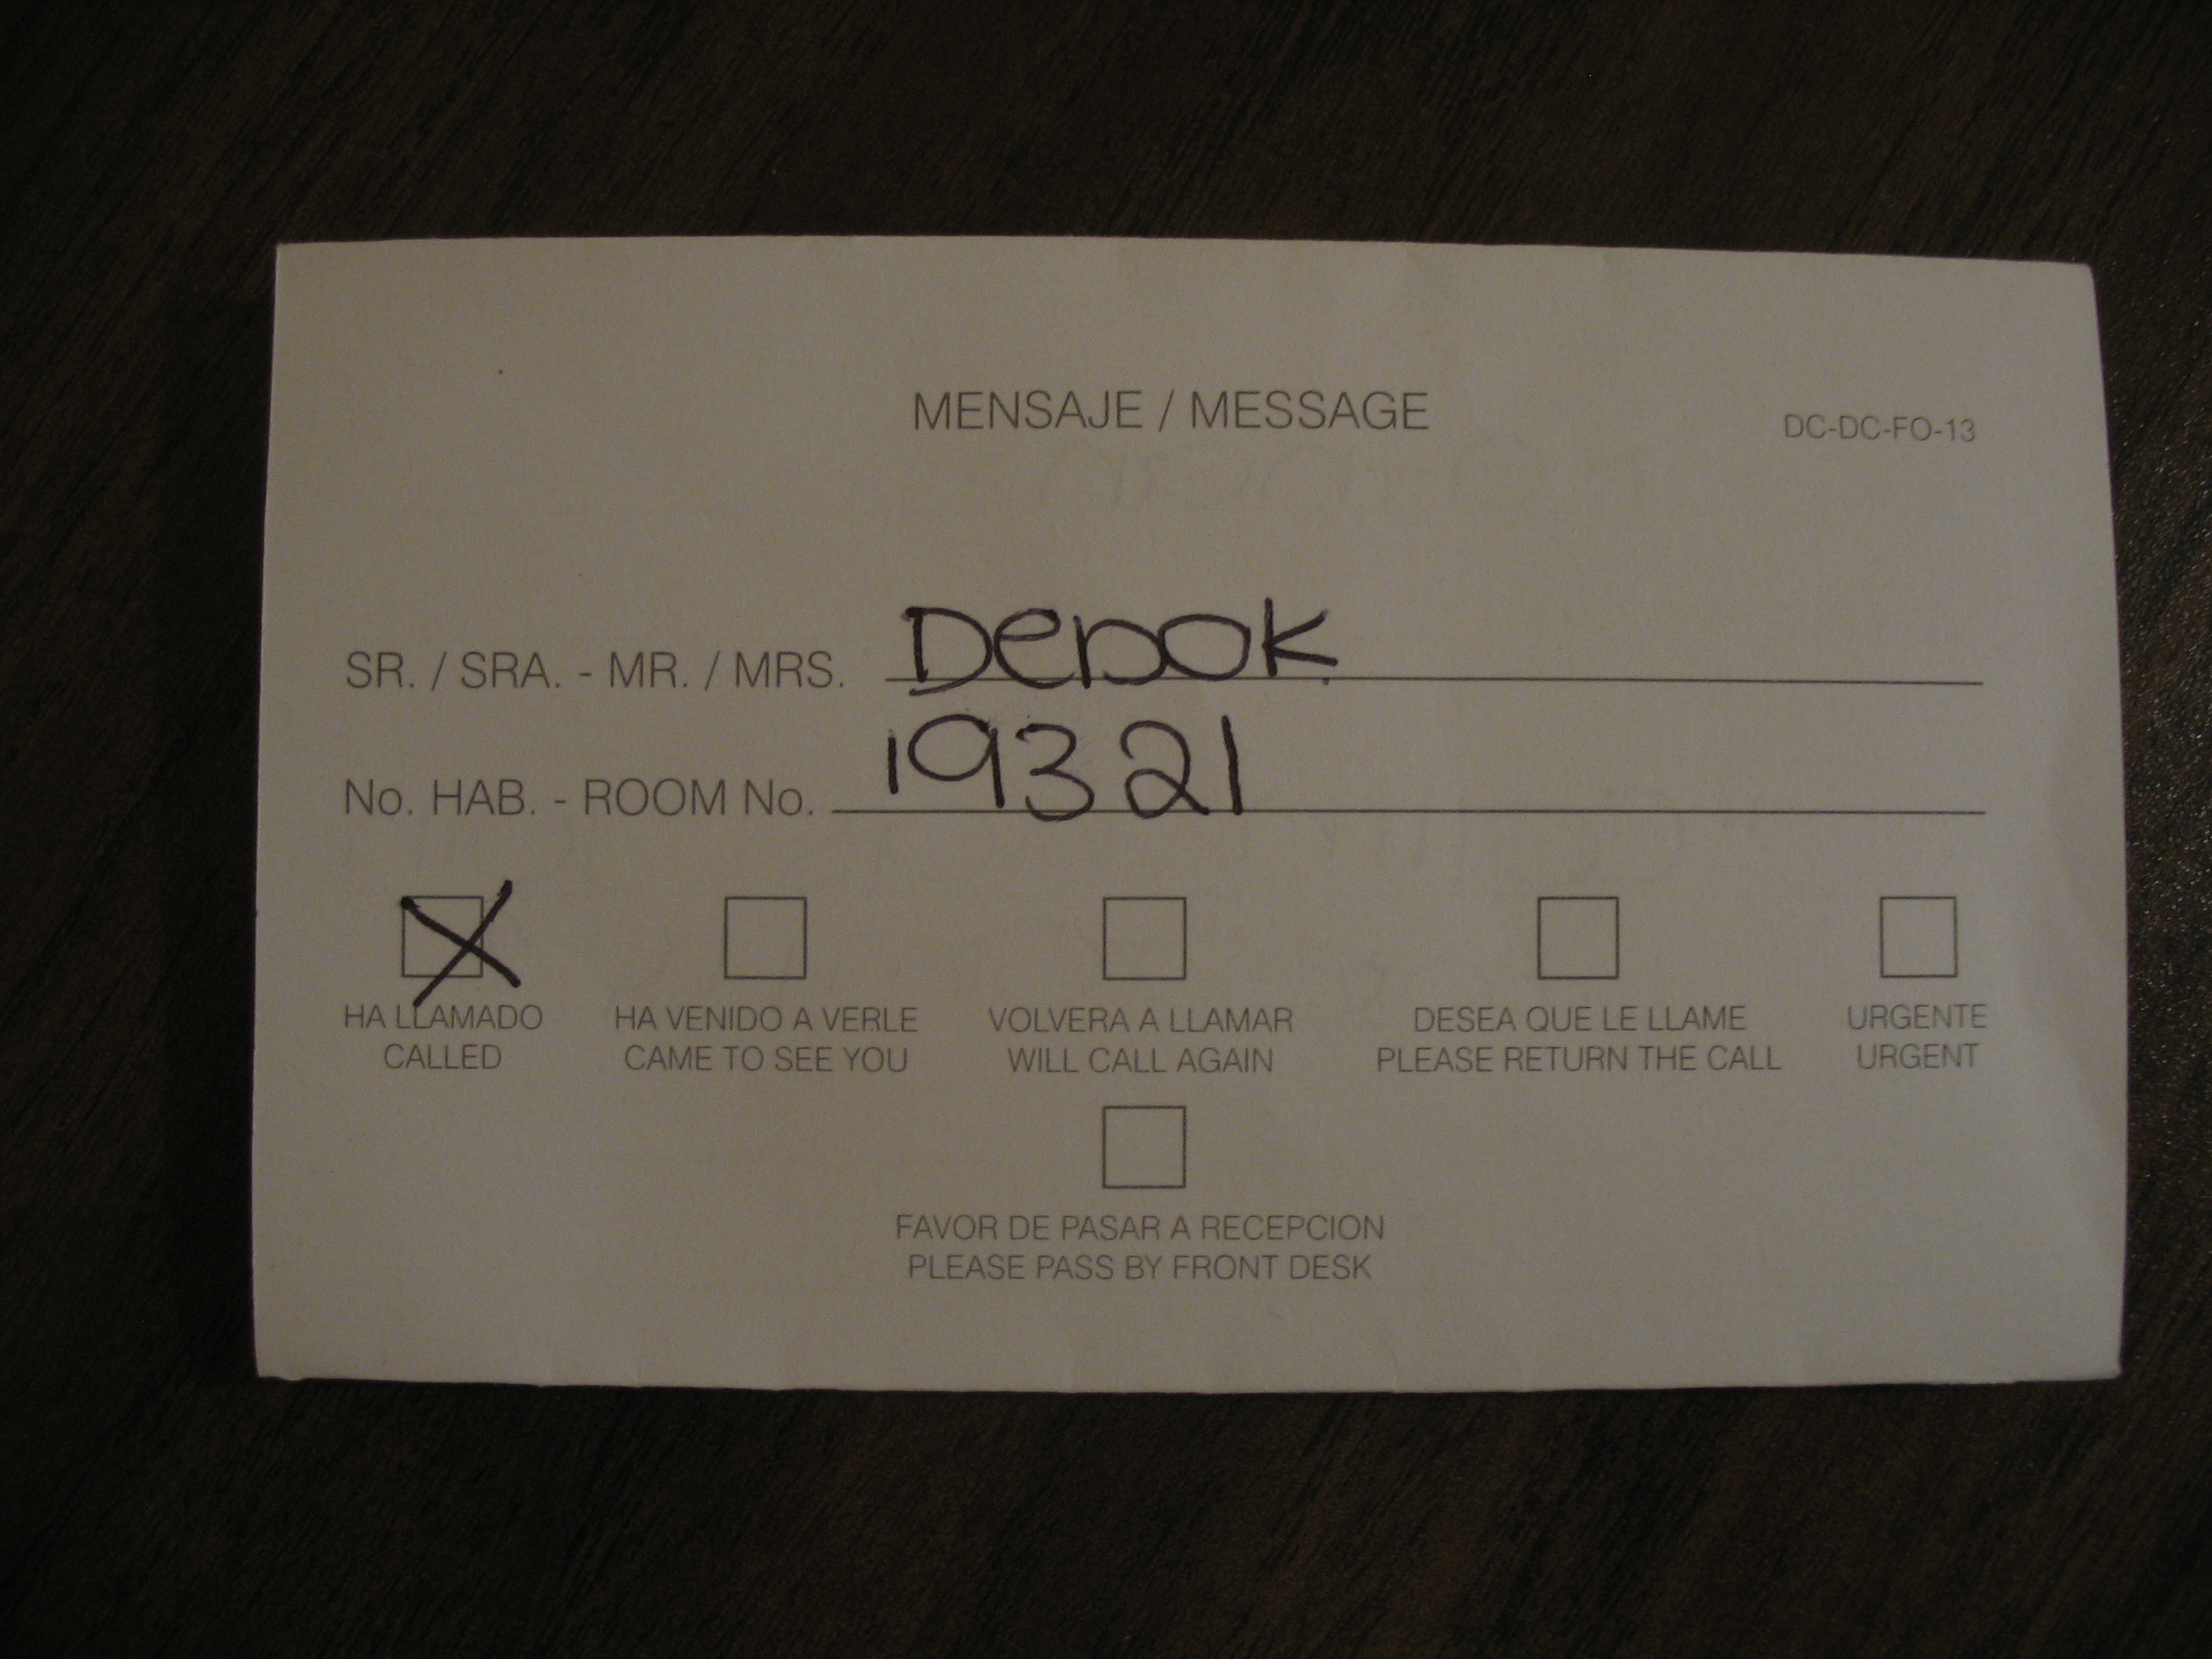 MENSAJE / MESSAGE
DC-DC-FO-13
SR. / SRA. - MR. / MRS. DeDOK
No. HAB. - ROOM No. 19321
HA LLAMADO
CALLED
HA VENIDO A VERLE
CAME TO SEE YOU
VOLVERA A LLAMAR
WILL CALL AGAIN
DESEA QUE LE LLAME
PLEASE RETURN THE CALL
URGENTE
URGENT
FAVOR DE PASAR A RECEPCION
PLEASE PASS BY FRONT DESK